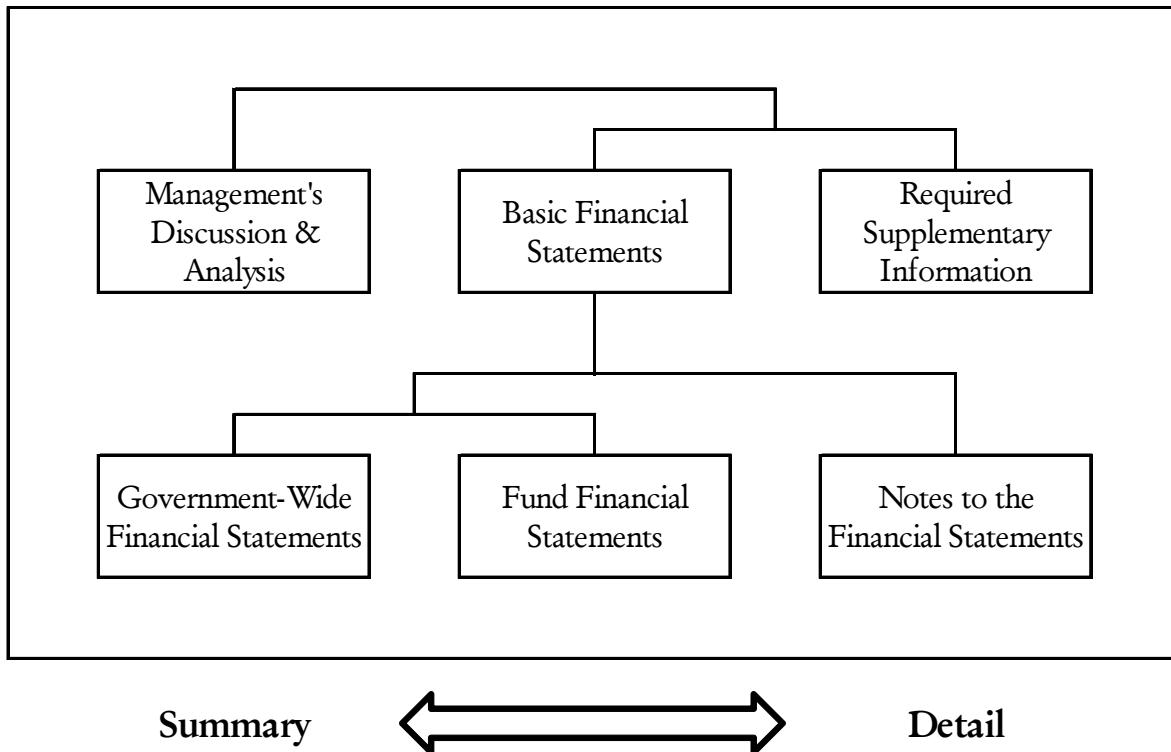 Management's
Discussion &
Analysis
Basic Financial
Statements
Required
Supplementary
Information
Government-Wide
Financial Statements
Fund Financial
Statements
Notes to the
Financial Statements
Summary
Detail